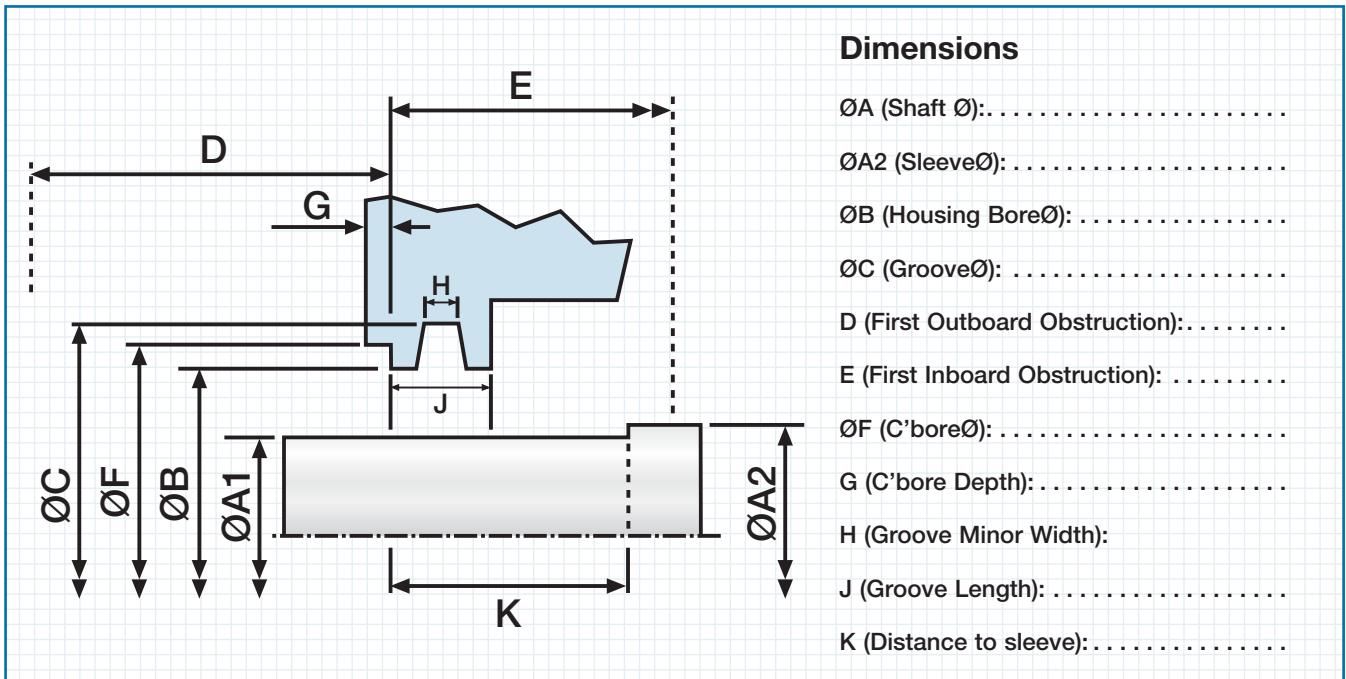 Dimensions
E
ØA (Shaft Ø):.......................
D
ØA2 (SleeveØ): .....................
G
ØB (Housing BoreØ): ................
H
ØC (GrooveØ): .....................
D (First Outboard Obstruction):........
J
E (First Inboard Obstruction): .........
ØC
ØF
ØB
ØA1
ØA2
ØF (C'boreØ): ......................
G (C'bore Depth): ...................
H (Groove Minor Width):
K
J (Groove Length): ..................
K (Distance to sleeve): ...............